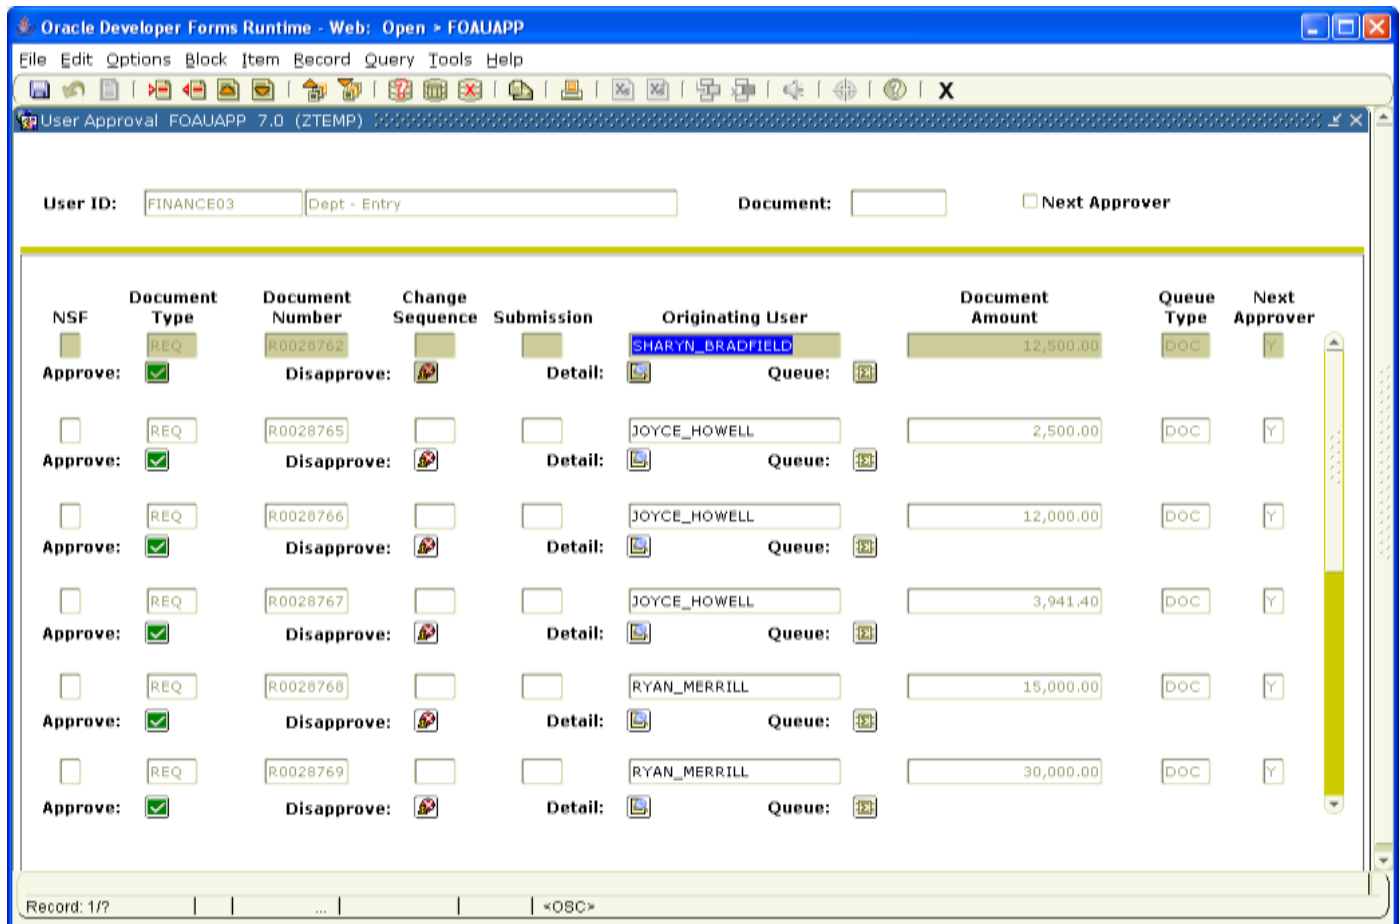 Oracle Developer Forms Runtime - Web: Open > FOAUAPP
File Edit Options Block Item Record Query Tools Help
User Approval FOAUAPP 7.0 (ZTEMP)
User ID: FINANCE03 Dept - Entry Document: Next Approver
NSF Document Type Document Number Change Sequence Submission Originating User Document Amount Queue Type Next Approver
REQ R0028762 SHARYN_BRADFIELD 12,500.00 DOC Y
Approve: Disapprove: Detail: Queue:
REQ R0028765 JOYCE_HOWELL 2,500.00 DOC Y
Approve: Disapprove: Detail: Queue:
REQ R0028766 JOYCE_HOWELL 12,000.00 DOC Y
Approve: Disapprove: Detail: Queue:
REQ R0028767 JOYCE_HOWELL 3,941.40 DOC Y
Approve: Disapprove: Detail: Queue:
REQ R0028768 RYAN_MERRILL 15,000.00 DOC Y
Approve: Disapprove: Detail: Queue:
REQ R0028769 RYAN_MERRILL 30,000.00 DOC Y
Approve: Disapprove: Detail: Queue:
Record: 1/? ... <OSC>